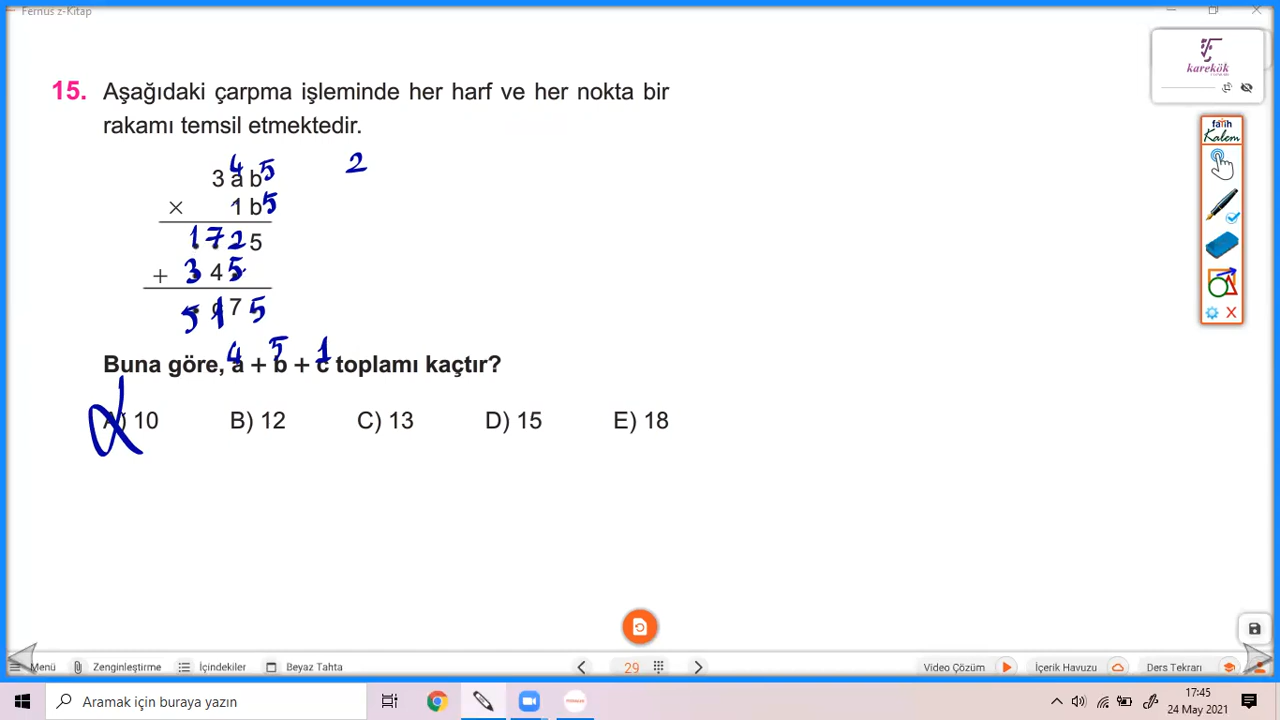 Fernus z-Kitap
karekök
fatih
Kalem
15. Aşağıdaki çarpma işleminde her harf ve her nokta bir
rakamı temsil etmektedir.
4 5 2
3 a b
5
× 1 b
1 7 2 5
+ 3 4 5
5 1 7 5
4 5 1
Buna göre, a + b + c toplamı kaçtır?
A) 10 B) 12 C) 13 D) 15 E) 18
Menü Zenginleştirme İçindekiler Beyaz Tahta 29 Video Çözüm İçerik Havuzu Ders Tekrarı
Aramak için buraya yazın 17:45
24 May 2021